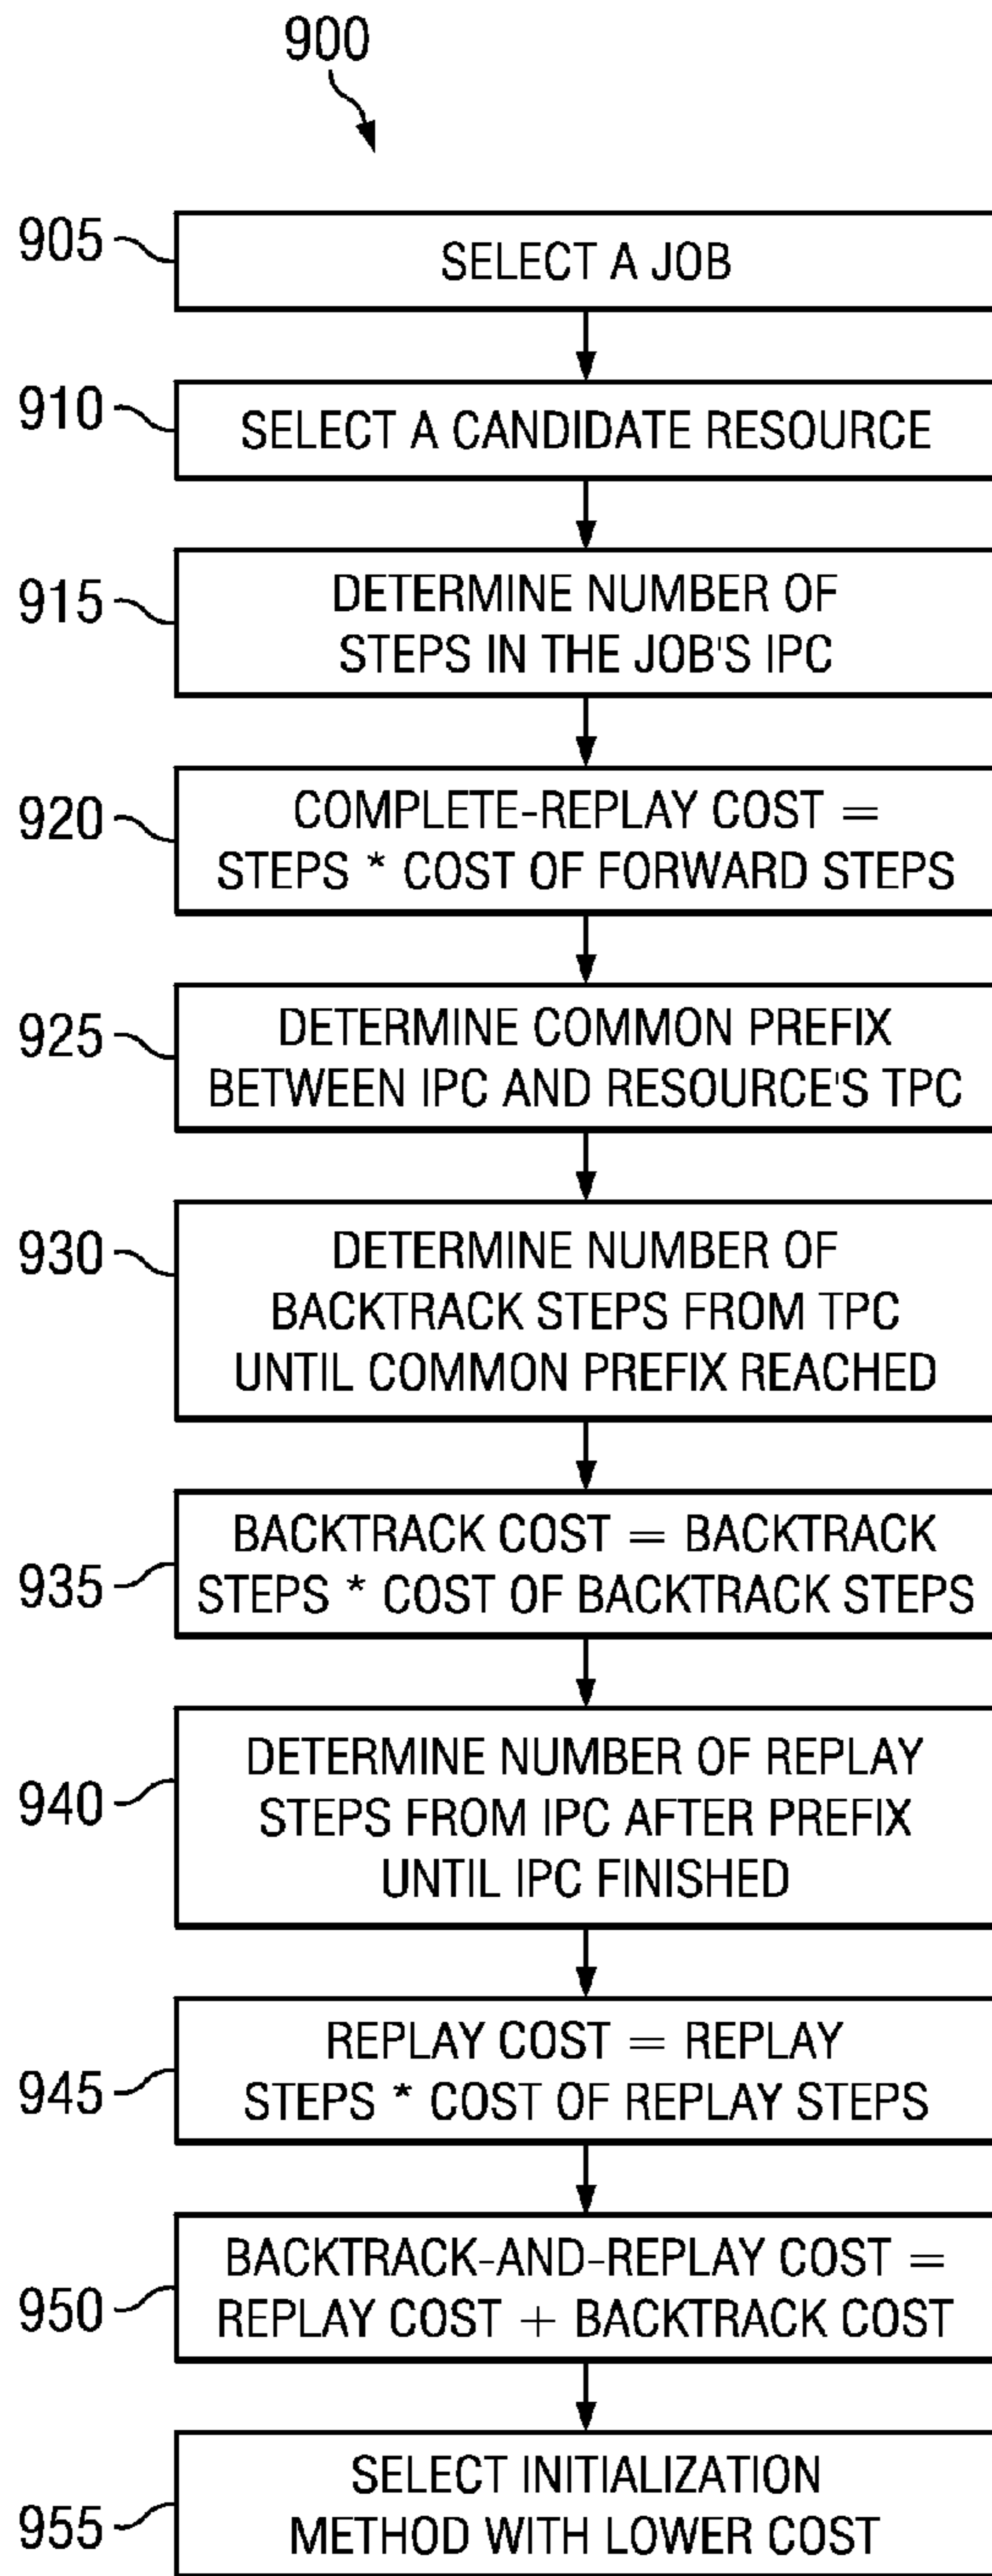 900
905
SELECT A JOB
910
SELECT A CANDIDATE RESOURCE
915
DETERMINE NUMBER OF
STEPS IN THE JOB'S IPC
920
COMPLETE-REPLAY COST =
STEPS * COST OF FORWARD STEPS
925
DETERMINE COMMON PREFIX
BETWEEN IPC AND RESOURCE'S TPC
930
DETERMINE NUMBER OF
BACKTRACK STEPS FROM TPC
UNTIL COMMON PREFIX REACHED
935
BACKTRACK COST = BACKTRACK
STEPS * COST OF BACKTRACK STEPS
940
DETERMINE NUMBER OF REPLAY
STEPS FROM IPC AFTER PREFIX
UNTIL IPC FINISHED
945
REPLAY COST = REPLAY
STEPS * COST OF REPLAY STEPS
950
BACKTRACK-AND-REPLAY COST =
REPLAY COST + BACKTRACK COST
955
SELECT INITIALIZATION
METHOD WITH LOWER COST